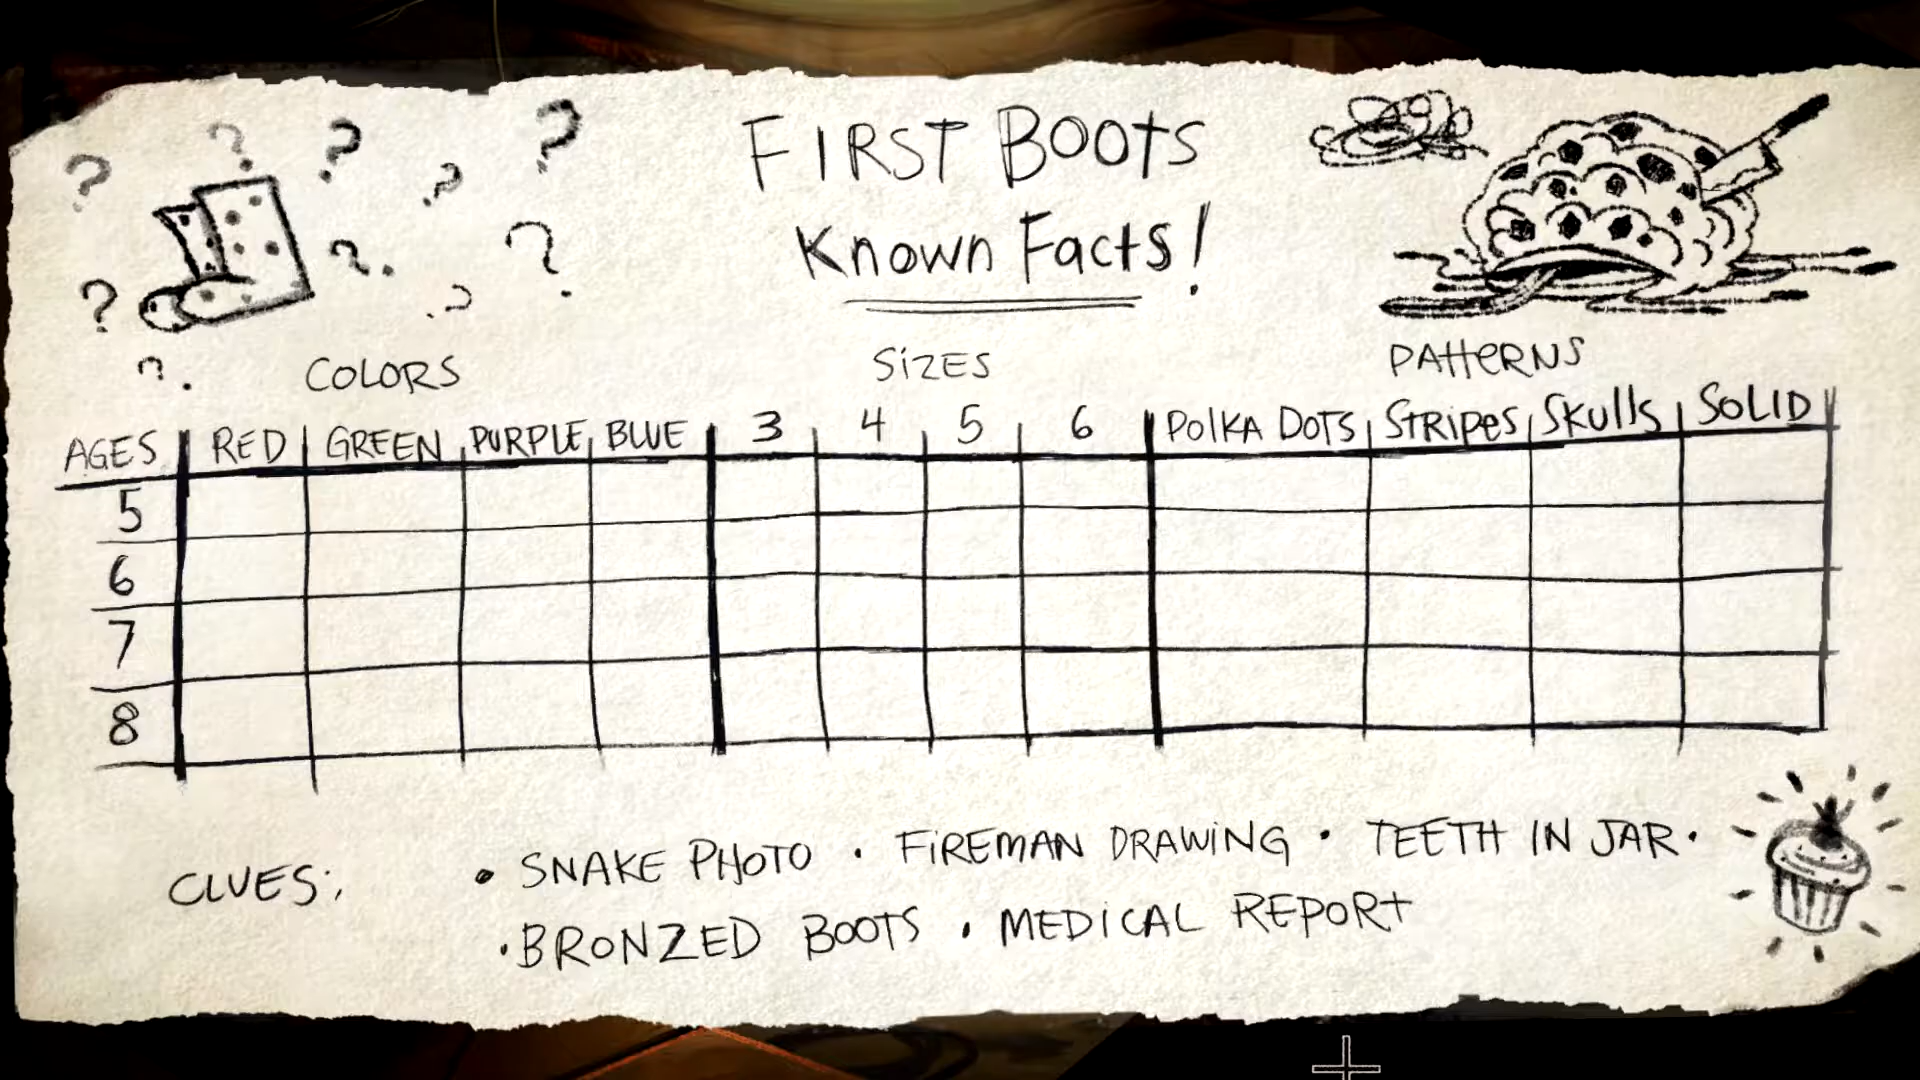 FIRST BOOTS
Known Facts!
COLORS SIZES PATTERNS
AGES RED GREEN PURPLE BLUE 3 4 5 6 POLKA DOTS STRIPES SKULLS SOLID
5
6
7
8
CLUES: • SNAKE PHOTO • FIREMAN DRAWING • TEETH IN JAR •
• BRONZED BOOTS • MEDICAL REPORT